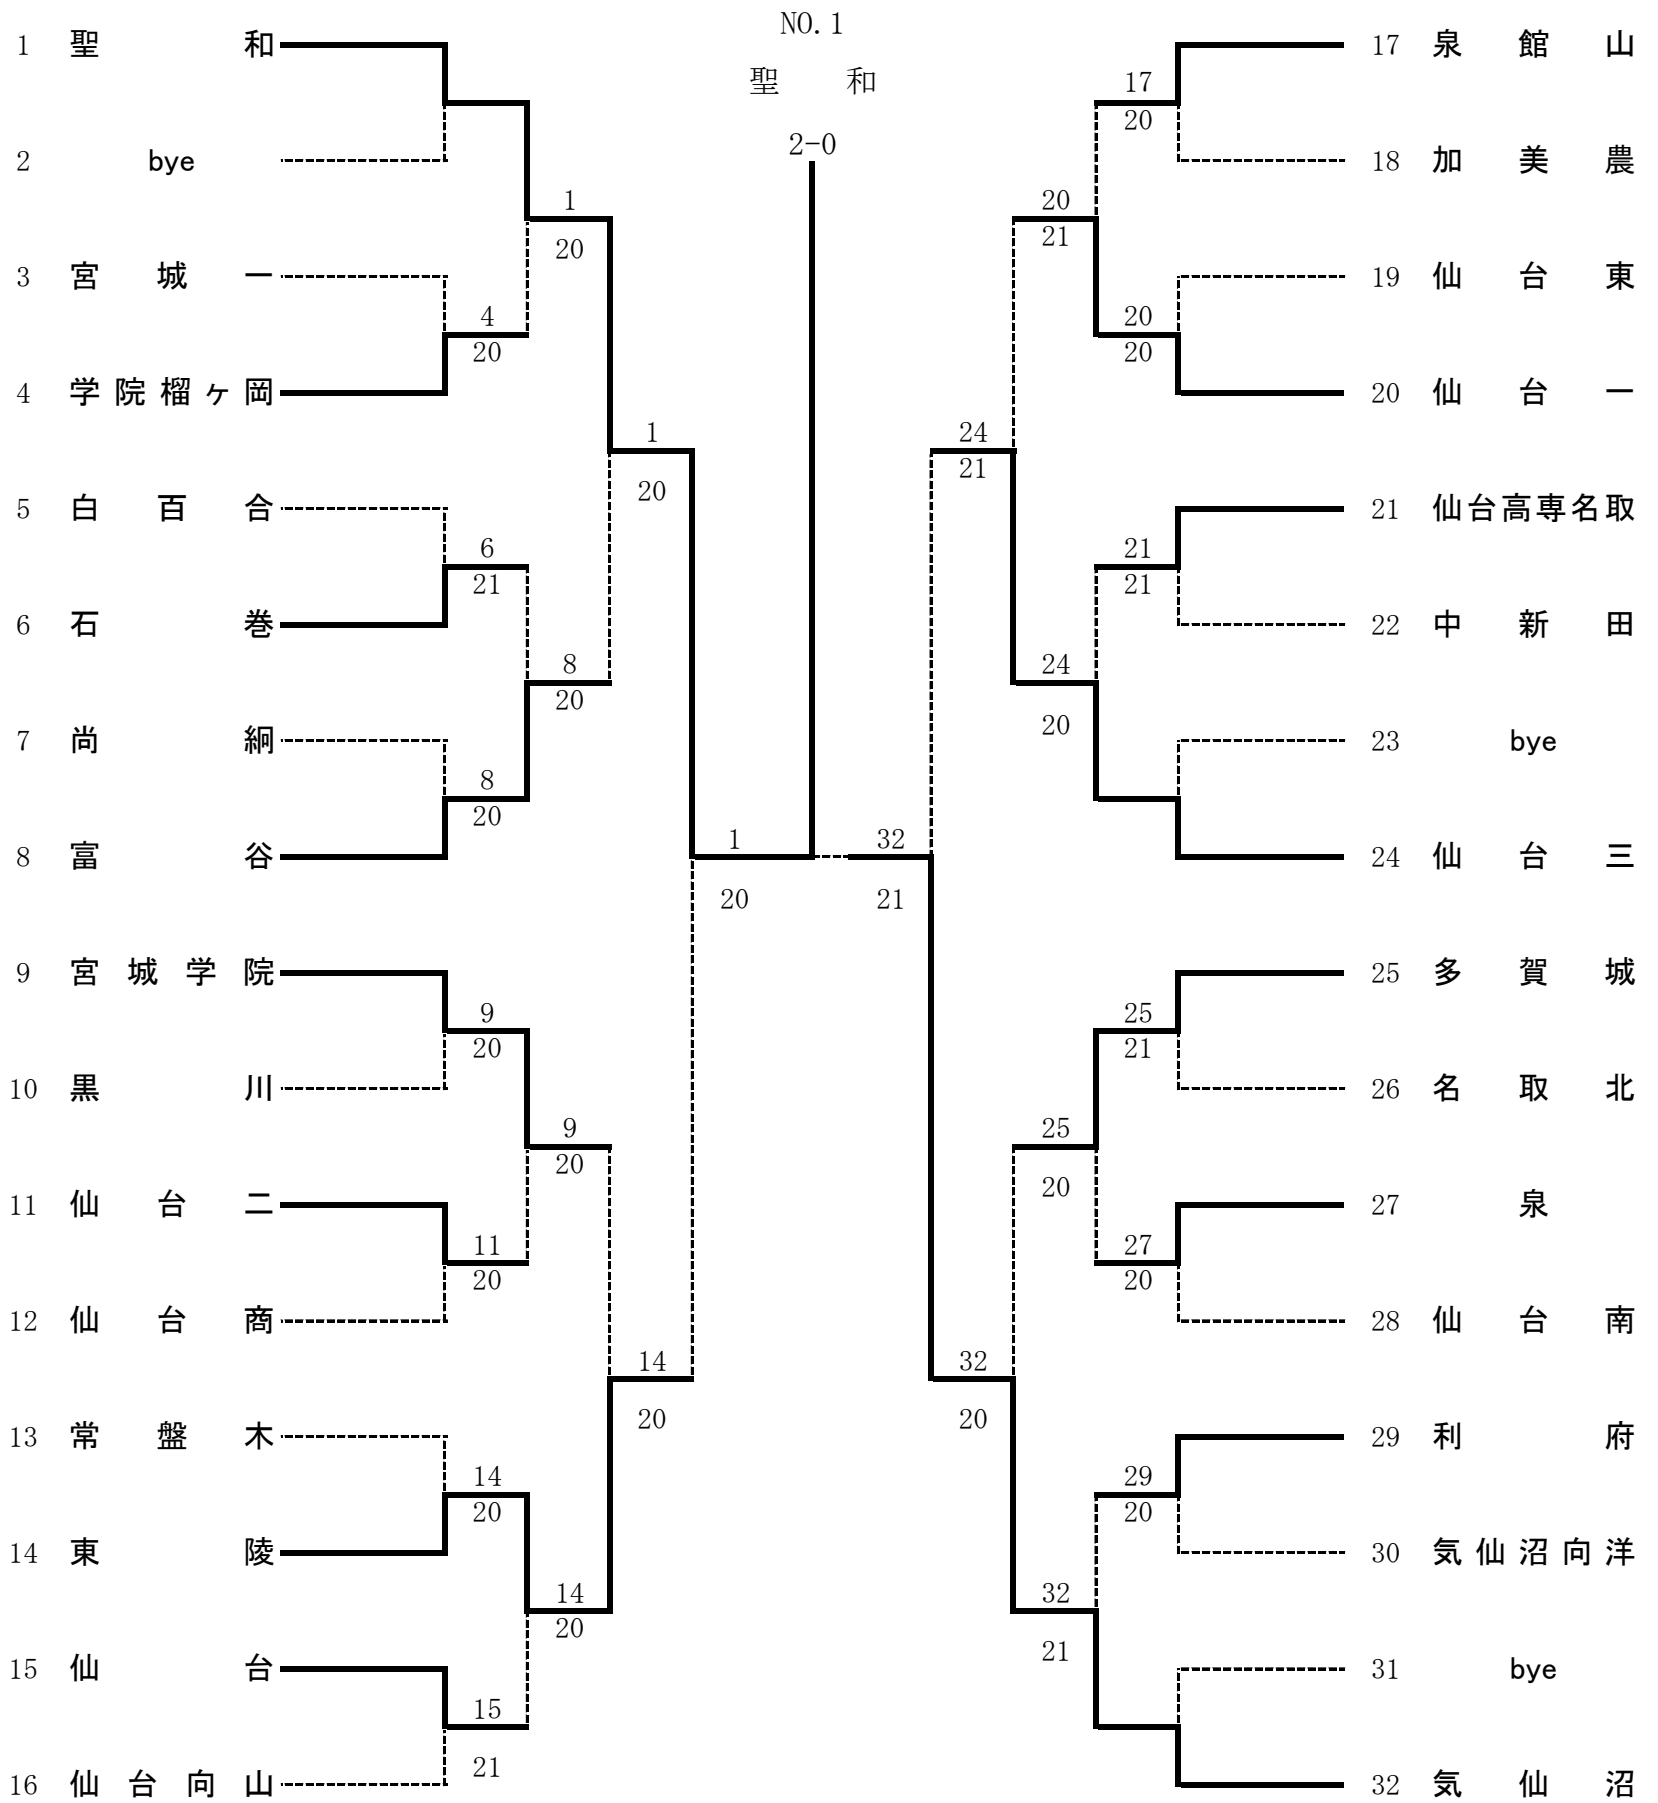 NO.1
聖 和
2-0
1 聖 和
2 bye
3 宮 城 一
4 学 院 榴 ヶ 岡
5 白 百 合
6 石 巻
7 尚 絅
8 富 谷
9 宮 城 学 院
10 黒 川
11 仙 台 二
12 仙 台 商
13 常 盤 木
14 東 陵
15 仙 台
16 仙 台 向 山
4
20
6
21
8
20
9
20
11
20
14
20
15
21
1
20
8
20
9
20
14
20
1
20
14
20
1
20
32
21
24
21
32
20
20
21
24
20
25
20
32
21
17
20
20
20
21
21
25
21
27
20
29
20
17 泉 館 山
18 加 美 農
19 仙 台 東
20 仙 台 一
21 仙台高専名取
22 中 新 田
23 bye
24 仙 台 三
25 多 賀 城
26 名 取 北
27 泉
28 仙 台 南
29 利 府
30 気 仙 沼 向 洋
31 bye
32 気 仙 沼